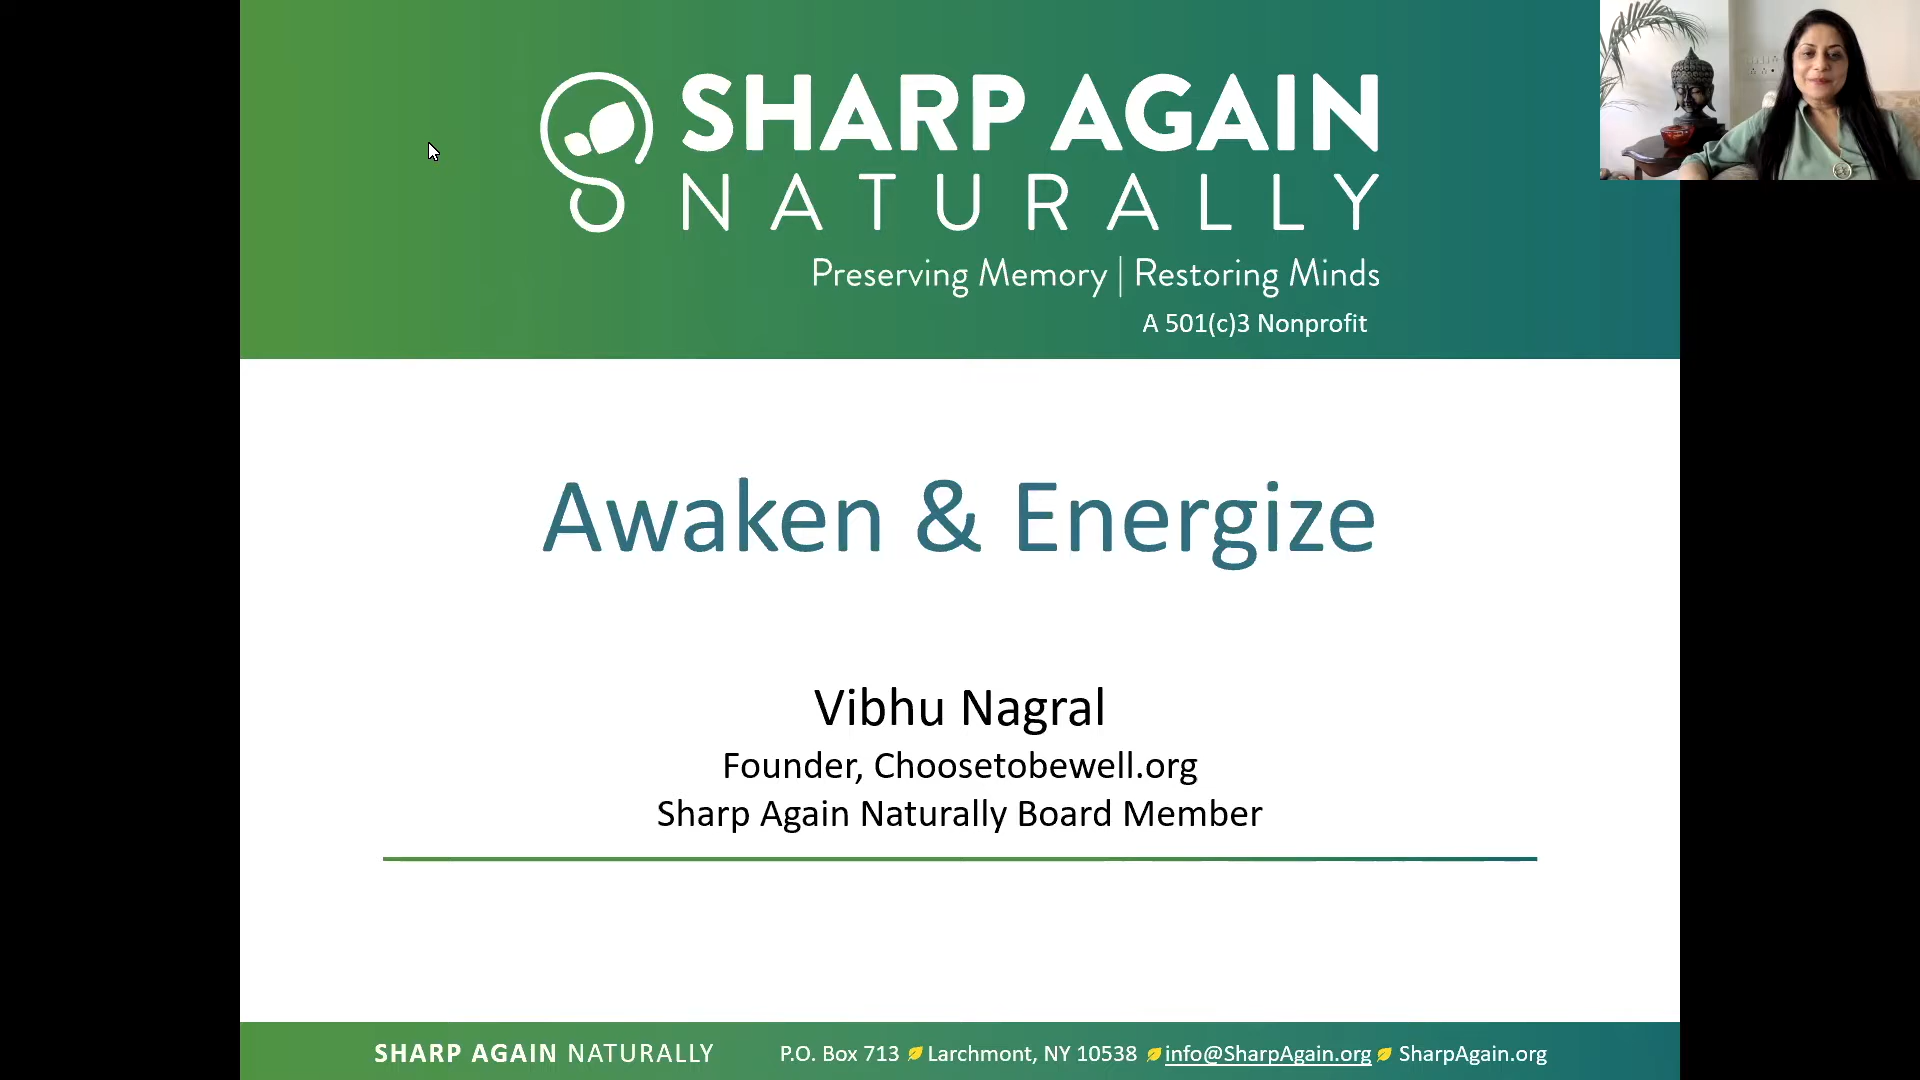 SHARP AGAIN
NATURALLY
Preserving Memory | Restoring Minds
A 501(c)3 Nonprofit
Awaken & Energize
Vibhu Nagral
Founder, Choosetobewell.org
Sharp Again Naturally Board Member
SHARP AGAIN NATURALLY P.O. Box 713 Larchmont, NY 10538 info@SharpAgain.org SharpAgain.org